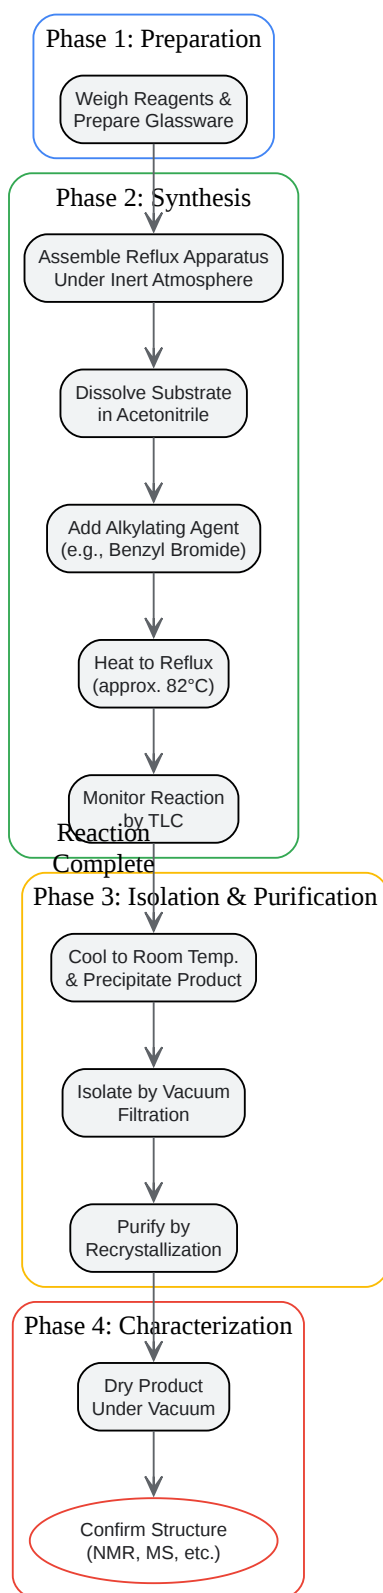 Phase 1: Preparation
Weigh Reagents &
Prepare Glassware
Phase 2: Synthesis
Assemble Reflux Apparatus
Under Inert Atmosphere
Dissolve Substrate
in Acetonitrile
Add Alkylating Agent
(e.g., Benzyl Bromide)
Heat to Reflux
(approx. 82°C)
Monitor Reaction
by TLC
Reaction
Complete
Phase 3: Isolation & Purification
Cool to Room Temp.
& Precipitate Product
Isolate by Vacuum
Filtration
Purify by
Recrystallization
Phase 4: Characterization
Dry Product
Under Vacuum
Confirm Structure
(NMR, MS, etc.)